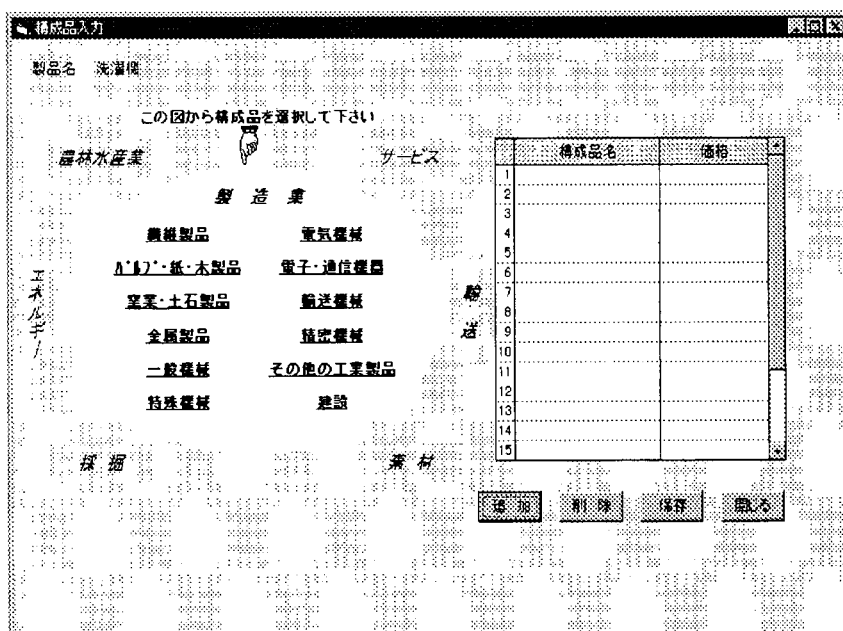 構成品入力
製品名 洗濯機
この図から構成品を選択して下さい
農林水産業
サービス
製造業
繊維製品
電気機械
パルプ・紙・木製品
電子・通信機器
窯業・土石製品
輸送機械
金属製品
精密機械
一般機械
その他の工業製品
特殊機械
建設
エネルギー
輸送
採掘
素材
構成品名 価格
1
2
3
4
5
6
7
8
9
10
11
12
13
14
15
追加 削除 保存 閉じる